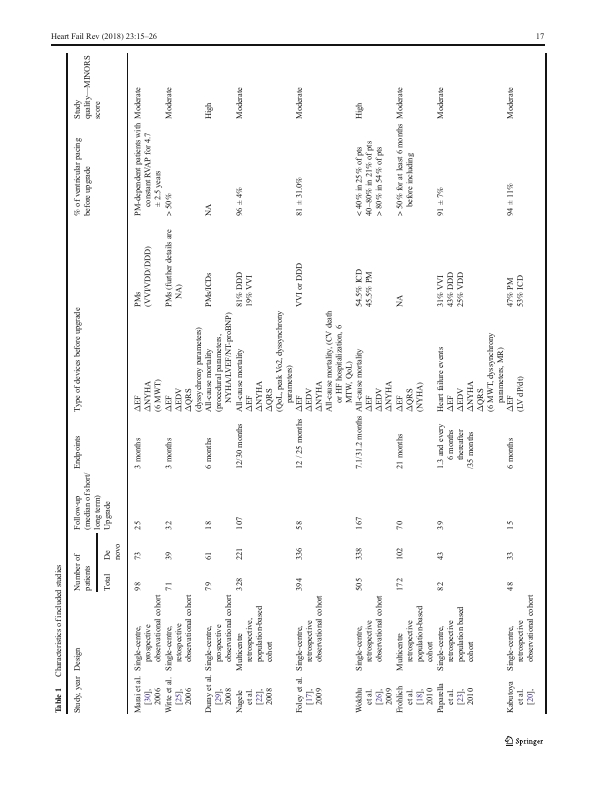 Heart Fail Rev (2018) 23:15–26 17
Table 1 Characteristics of included studies
Study, year Design Number of patients Follow-up (median of short/ long term) Endpoints Type of devices before upgrade % of ventricular pacing before upgrade Study quality—MINORS score
Total De novo Upgrade
Marai et al. Single-centre, 98 73 25 3 months ΔEF PMs PM-dependent patients with Moderate
[30], prospective ΔNYHA (VVI/VDD/DDD) constant RVAP for 4.7
2006 observational cohort (6 MWT) ± 2.5 years
Witte et al. Single-centre, 71 39 32 3 months ΔEF PMs (further details are > 50% Moderate
[25], retrospective ΔEDV NA)
2006 observational cohort ΔQRS
(dyssychrony parameters)
Duray et al. Single-centre, 79 61 18 6 months All-cause mortality PMs/ICDs NA High
[29], prospective (procedural parameters,
2008 observational cohort NYHA/LVEF/NT-proBNP)
Nagele Multicentre 328 221 107 12/30 months All-cause mortality 81% DDD 96 ± 4% Moderate
et al. retrospective, ΔEF 19% VVI
[22], population-based ΔNYHA
2008 cohort ΔQRS
(QoL, peak Vo2, dyssynchrony
parameters)
Foley et al. Single-centre, 394 336 58 12 / 25 months ΔEF VVI or DDD 81 ± 31.0% Moderate
[17], retrospective ΔEDV
2009 observational cohort ΔNYHA
All-cause mortality, (CV death
or HF hospitalization, 6
MTW, QoL)
Wokhlu Single-centre, 505 338 167 7.1/31.2 months All-cause mortality 54.5% ICD < 40% in 25% of pts High
et al. retrospective ΔEF 45.5% PM 40–80% in 21% of pts
[26], observational cohort ΔEDV > 80% in 54% of pts
2009 ΔNYHA
Frohlich Multicentre 172 102 70 21 months ΔEF NA > 50% for at least 6 months Moderate
et al. retrospective, ΔQRS before including
[18], population-based (NYHA)
2010 cohort
Paparella Single-centre, 82 43 39 1.3 and every Heart failure events 31% VVI 91 ± 7% Moderate
et al. retrospective 6 months ΔEF 43% DDD
[23], population based thereafter ΔEDV 25% VDD
2010 cohort /35 months ΔNYHA
ΔQRS
(6 MWT, dyssynchrony
parameters, MR)
Kabutoya Single-centre, 48 33 15 6 months ΔEF 47% PM 94 ± 11% Moderate
et al. retrospective (LV dP/dt) 53% ICD
[20], observational cohort
Springer